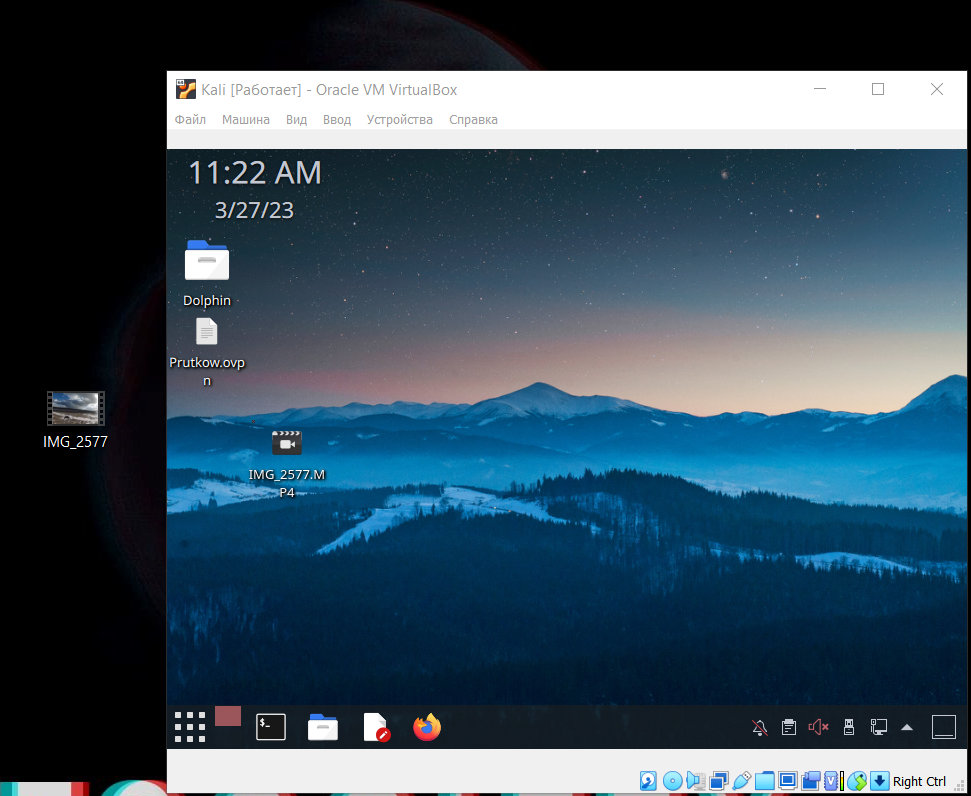 Kali [Работает] - Oracle VM VirtualBox
Файл Машина Вид Ввод Устройства Справка
11:22 AM
3/27/23
Dolphin
Prutkow.ovp
n
IMG_2577
IMG_2577.M
P4
$-
Right Ctrl